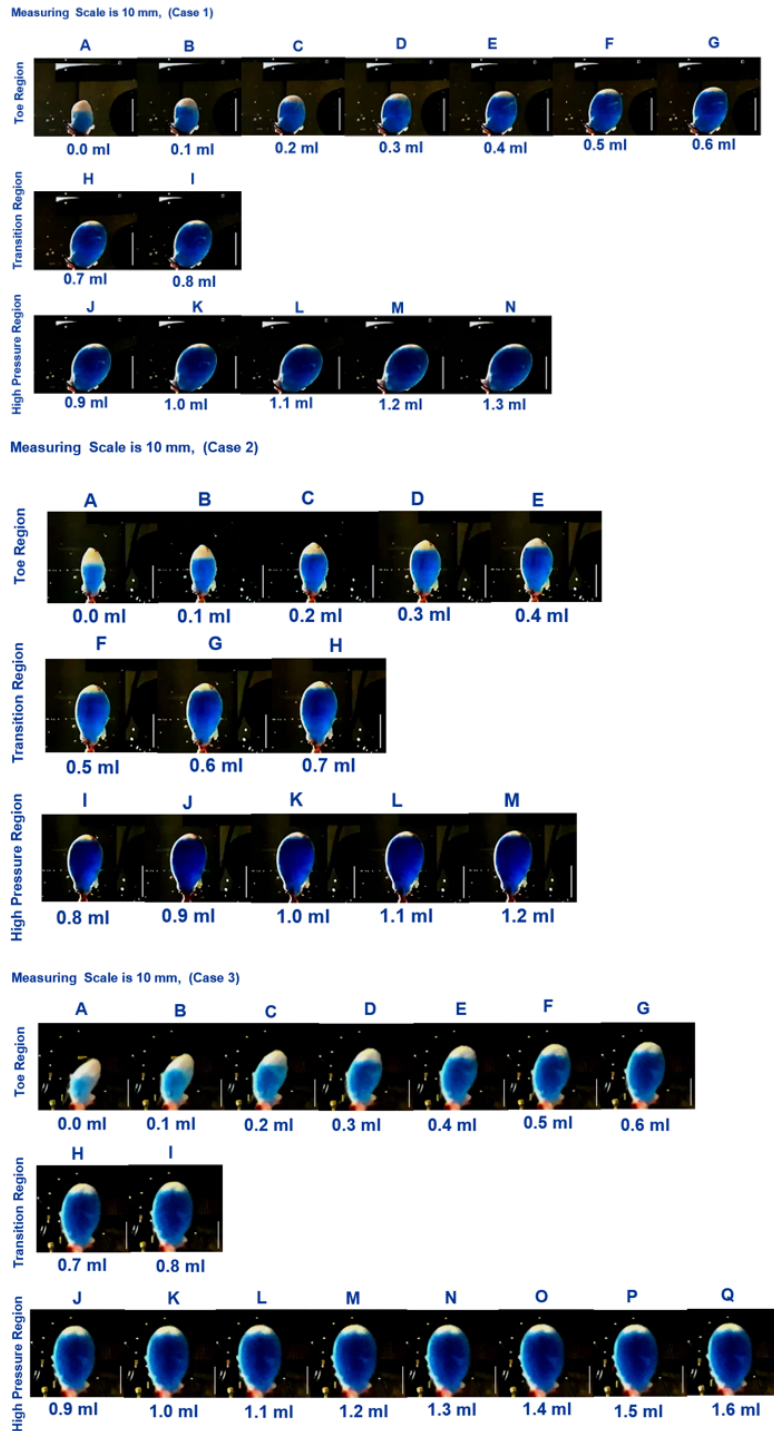 Measuring Scale is 10 mm, (Case 1)
A B C D E F G
Toe Region
0.0 ml 0.1 ml 0.2 ml 0.3 ml 0.4 ml 0.5 ml 0.6 ml
H I
Transition Region
0.7 ml 0.8 ml
J K L M N
High Pressure Region
0.9 ml 1.0 ml 1.1 ml 1.2 ml 1.3 ml
Measuring Scale is 10 mm, (Case 2)
A B C D E
Toe Region
0.0 ml 0.1 ml 0.2 ml 0.3 ml 0.4 ml
F G H
Transition Region
0.5 ml 0.6 ml 0.7 ml
I J K L M
High Pressure Region
0.8 ml 0.9 ml 1.0 ml 1.1 ml 1.2 ml
Measuring Scale is 10 mm, (Case 3)
A B C D E F G
Toe Region
0.0 ml 0.1 ml 0.2 ml 0.3 ml 0.4 ml 0.5 ml 0.6 ml
H I
Transition Region
0.7 ml 0.8 ml
J K L M N O P Q
High Pressure Region
0.9 ml 1.0 ml 1.1 ml 1.2 ml 1.3 ml 1.4 ml 1.5 ml 1.6 ml